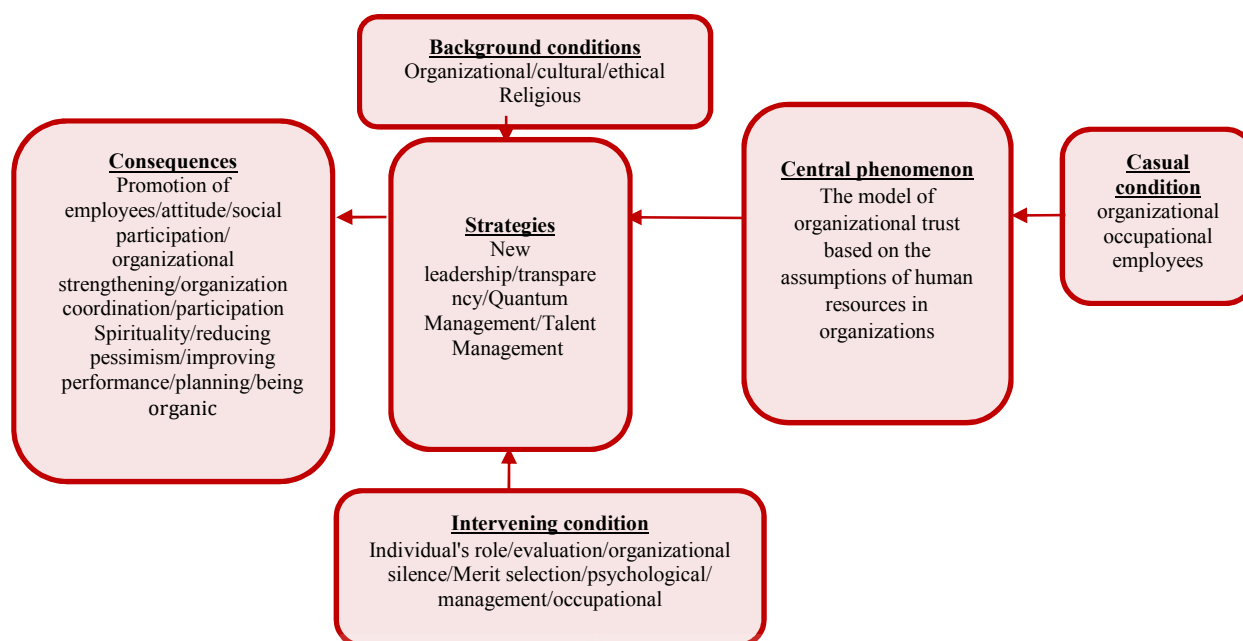 Background conditions
Organizational/cultural/ethical
Religious
Consequences
Promotion of
employees/attitude/social
participation/
organizational
strengthening/organization
coordination/participation
Spirituality/reducing
pessimism/improving
performance/planning/being
organic
Strategies
New
leadership/transpare
ncy/Quantum
Management/Talent
Management
Central phenomenon
The model of
organizational trust
based on the
assumptions of human
resources in
organizations
Casual
condition
organizational
occupational
employees
Intervening condition
Individual's role/evaluation/organizational
silence/Merit selection/psychological/
management/occupational